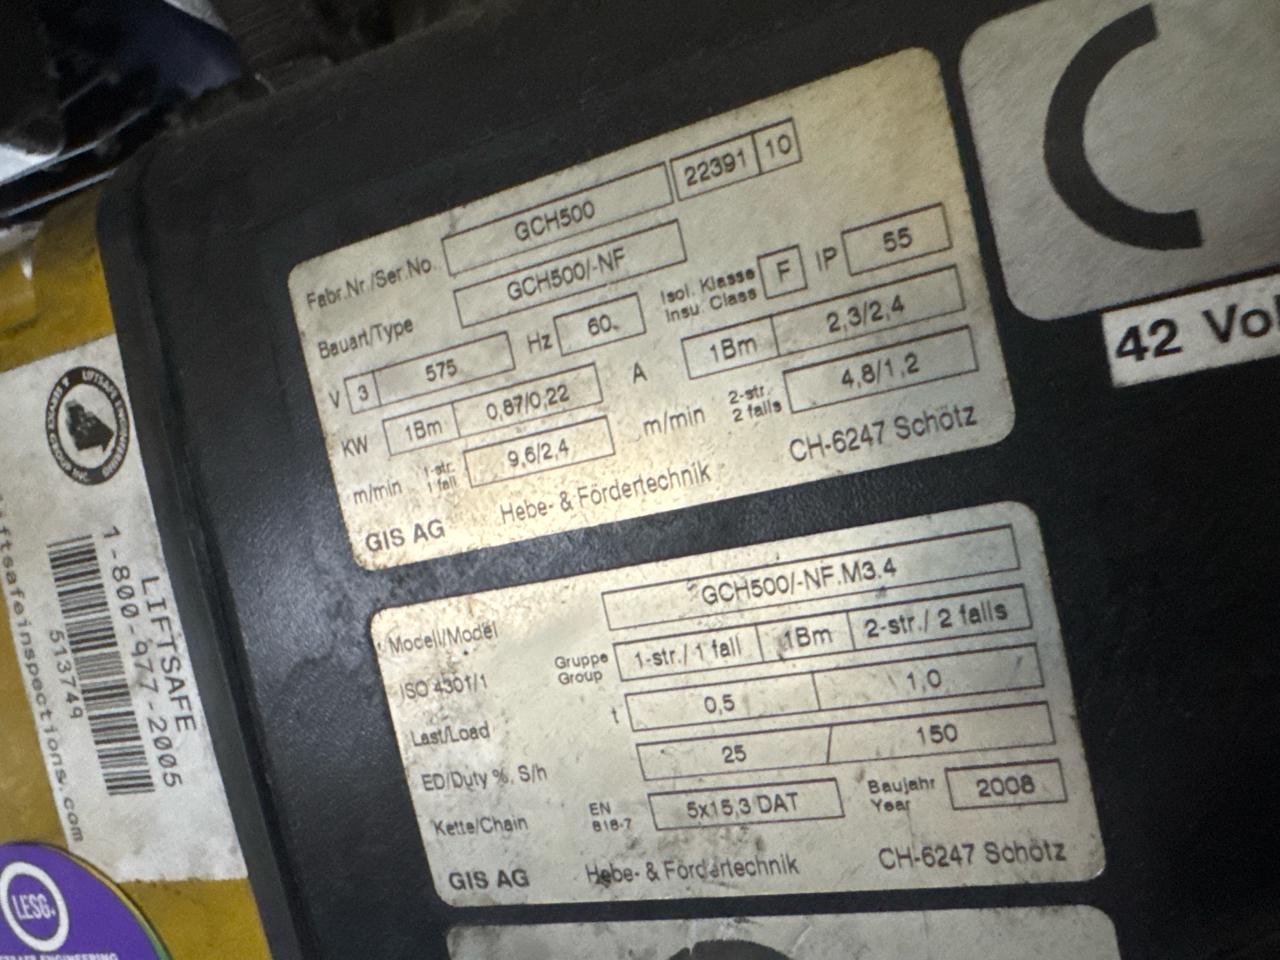 Fabr.Nr./Ser.No. GCH500 22391 10
Bauart/Type GCH500/-NF
V 3 575 Hz 60. Isol. Klasse Insu. Class F IP 55
KW 1Bm 0,87/0,22 A 1Bm 2,3/2,4
m/min 1-str. 1 fall 9,6/2,4 m/min 2-str. 2 falls 4,8/1,2
GIS AG Hebe- & Fördertechnik CH-6247 Schötz
Modell/Model GCH500/-NF.M3.4
ISO 4301/1 Gruppe Group 1-str./ 1 fall 1Bm 2-str./ 2 falls
Last/Load t 0,5 1,0
ED/Duty %, S/h 25 / 150
Kette/Chain EN 818-7 5x15,3 DAT Baujahr Year 2008
GIS AG Hebe- & Fördertechnik CH-6247 Schötz
42 Vo
LIFTSAFE
1-800-977-2005
513749
liftsafeinspections.com
LESG.